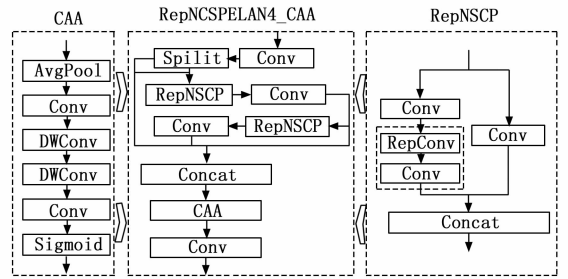 CAA
AvgPool
Conv
DWConv
DWConv
Conv
Sigmoid
RepNCSPELAN4_CAA
Spilit
Conv
RepNSCP
Conv
Conv
RepNSCP
Concat
CAA
Conv
RepNSCP
Conv
RepConv
Conv
Conv
Concat